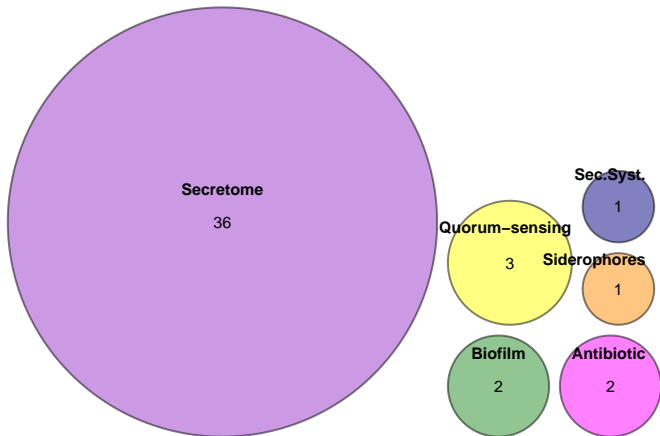 Secretome
36
Sec.Syst.
1
Quorum−sensing
3
Siderophores
1
Biofilm
2
Antibiotic
2